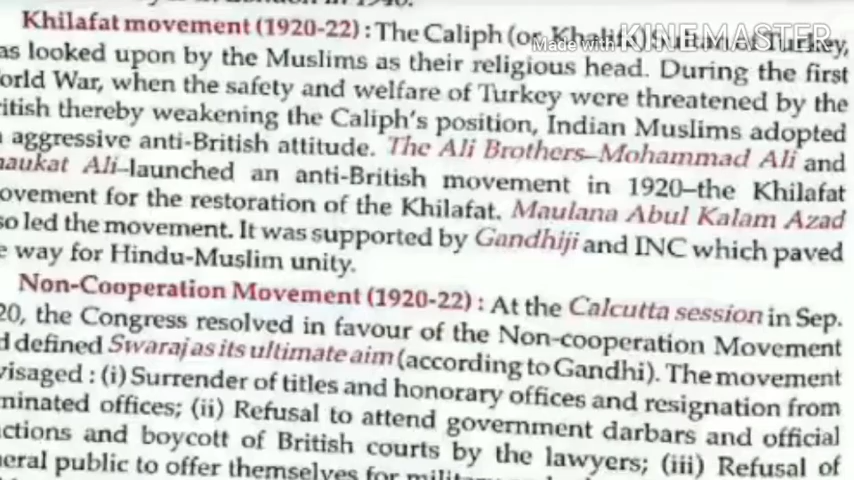 in London in 1940.
Khilafat movement (1920-22) : The Caliph (or Khalifa) Sultan of Turkey,
Made with KINEMASTER
as looked upon by the Muslims as their religious head. During the first
orld War, when the safety and welfare of Turkey were threatened by the
itish thereby weakening the Caliph's position, Indian Muslims adopted
aggressive anti-British attitude. The Ali Brothers–Mohammad Ali and
aukat Ali–launched an anti-British movement in 1920–the Khilafat
ovement for the restoration of the Khilafat. Maulana Abul Kalam Azad
so led the movement. It was supported by Gandhiji and INC which paved
e way for Hindu-Muslim unity.
Non-Cooperation Movement (1920-22) : At the Calcutta session in Sep.
20, the Congress resolved in favour of the Non-cooperation Movement
d defined Swaraj as its ultimate aim (according to Gandhi). The movement
visaged : (i) Surrender of titles and honorary offices and resignation from
minated offices; (ii) Refusal to attend government darbars and official
ctions and boycott of British courts by the lawyers; (iii) Refusal of
neral public to offer themselves for